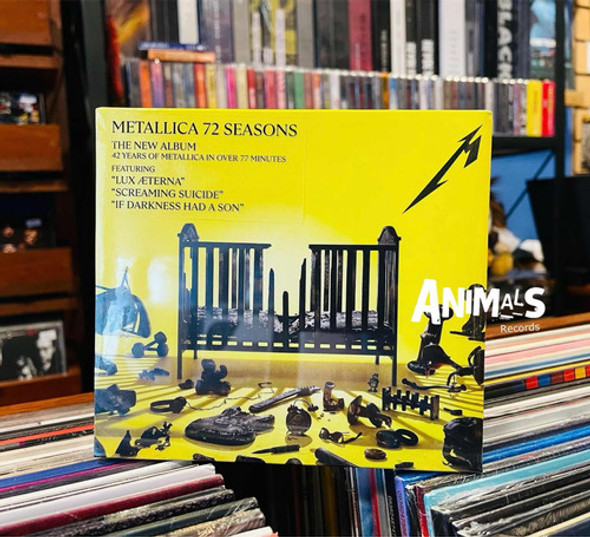 METALLICA 72 SEASONS
THE NEW ALBUM
42 YEARS OF METALLICA IN OVER 77 MINUTES
FEATURING
"LUX ÆTERNA"
"SCREAMING SUICIDE"
"IF DARKNESS HAD A SON"
M
ANIMALS
Records
BLACK